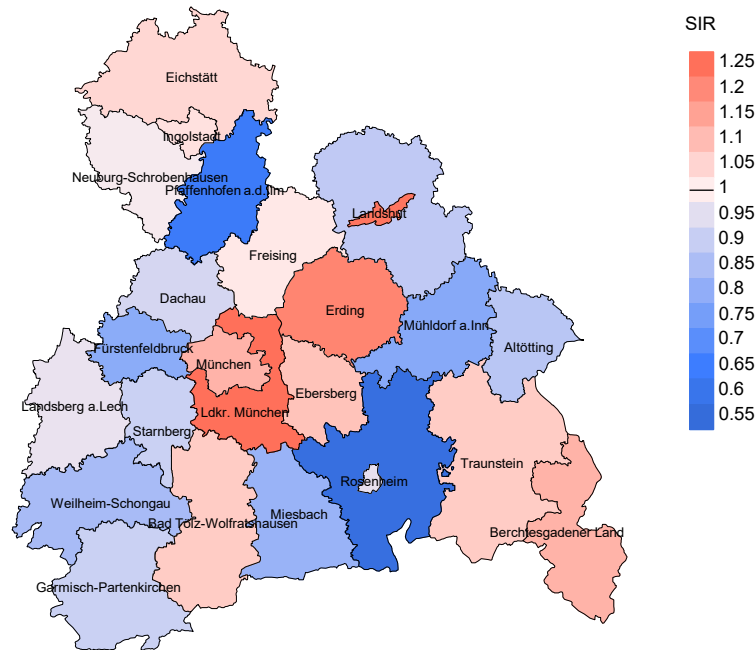 SIR
1.25
1.2
1.15
1.1
1.05
1
0.95
0.9
0.85
0.8
0.75
0.7
0.65
0.6
0.55
Eichstätt
Ingolstadt
Neuburg-Schrobenhausen
Pfaffenhofen a.d.Ilm
Landshut
Freising
Dachau
Erding
Mühldorf a.Inn
Fürstenfeldbruck
Altötting
München
Ebersberg
Landsberg a.Lech
Ldkr. München
Starnberg
Traunstein
Rosenheim
Weilheim-Schongau
Miesbach
Bad Tölz-Wolfratshausen
Berchtesgadener Land
Garmisch-Partenkirchen